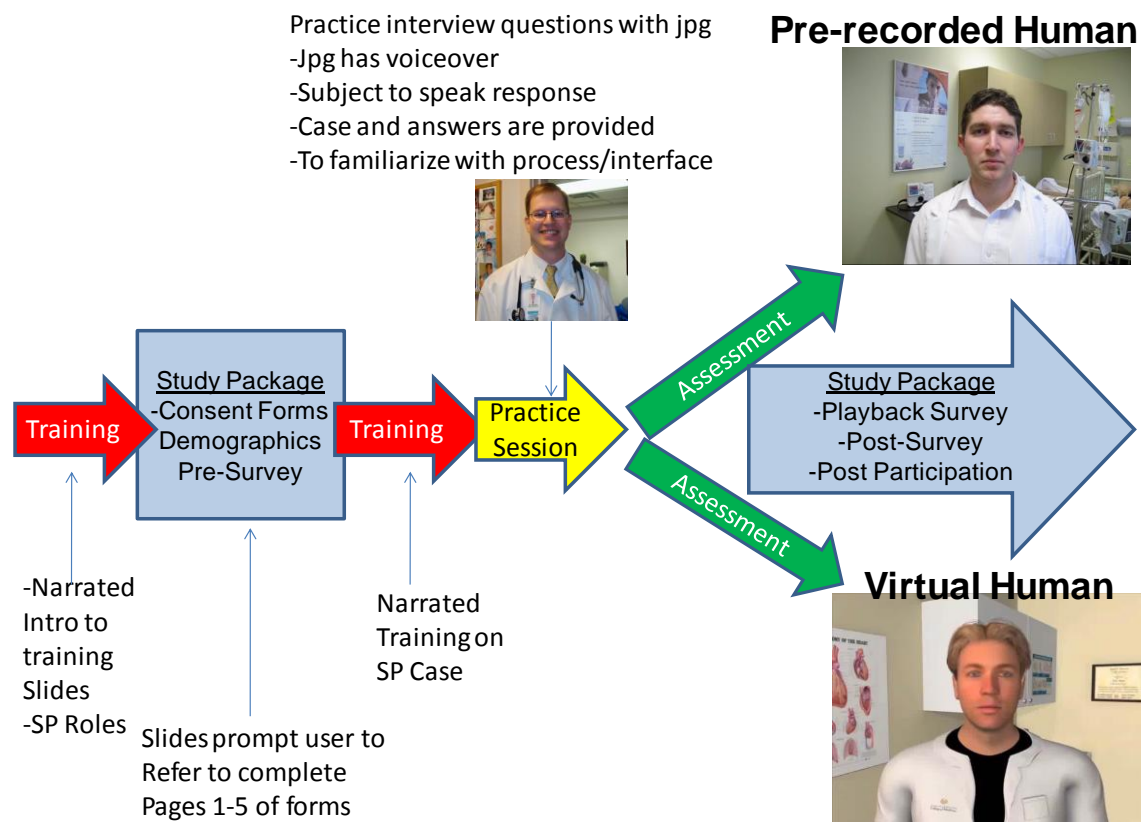 Practice interview questions with jpg
-Jpg has voiceover
-Subject to speak response
-Case and answers are provided
-To familiarize with process/interface
Pre-recorded Human
Training
Study Package
-Consent Forms
Demographics
Pre-Survey
Training
Practice
Session
Assessment
Assessment
Study Package
-Playback Survey
-Post-Survey
-Post Participation
-Narrated
Intro to
training
Slides
-SP Roles
Slides prompt user to
Refer to complete
Pages 1-5 of forms
Narrated
Training on
SP Case
Virtual Human